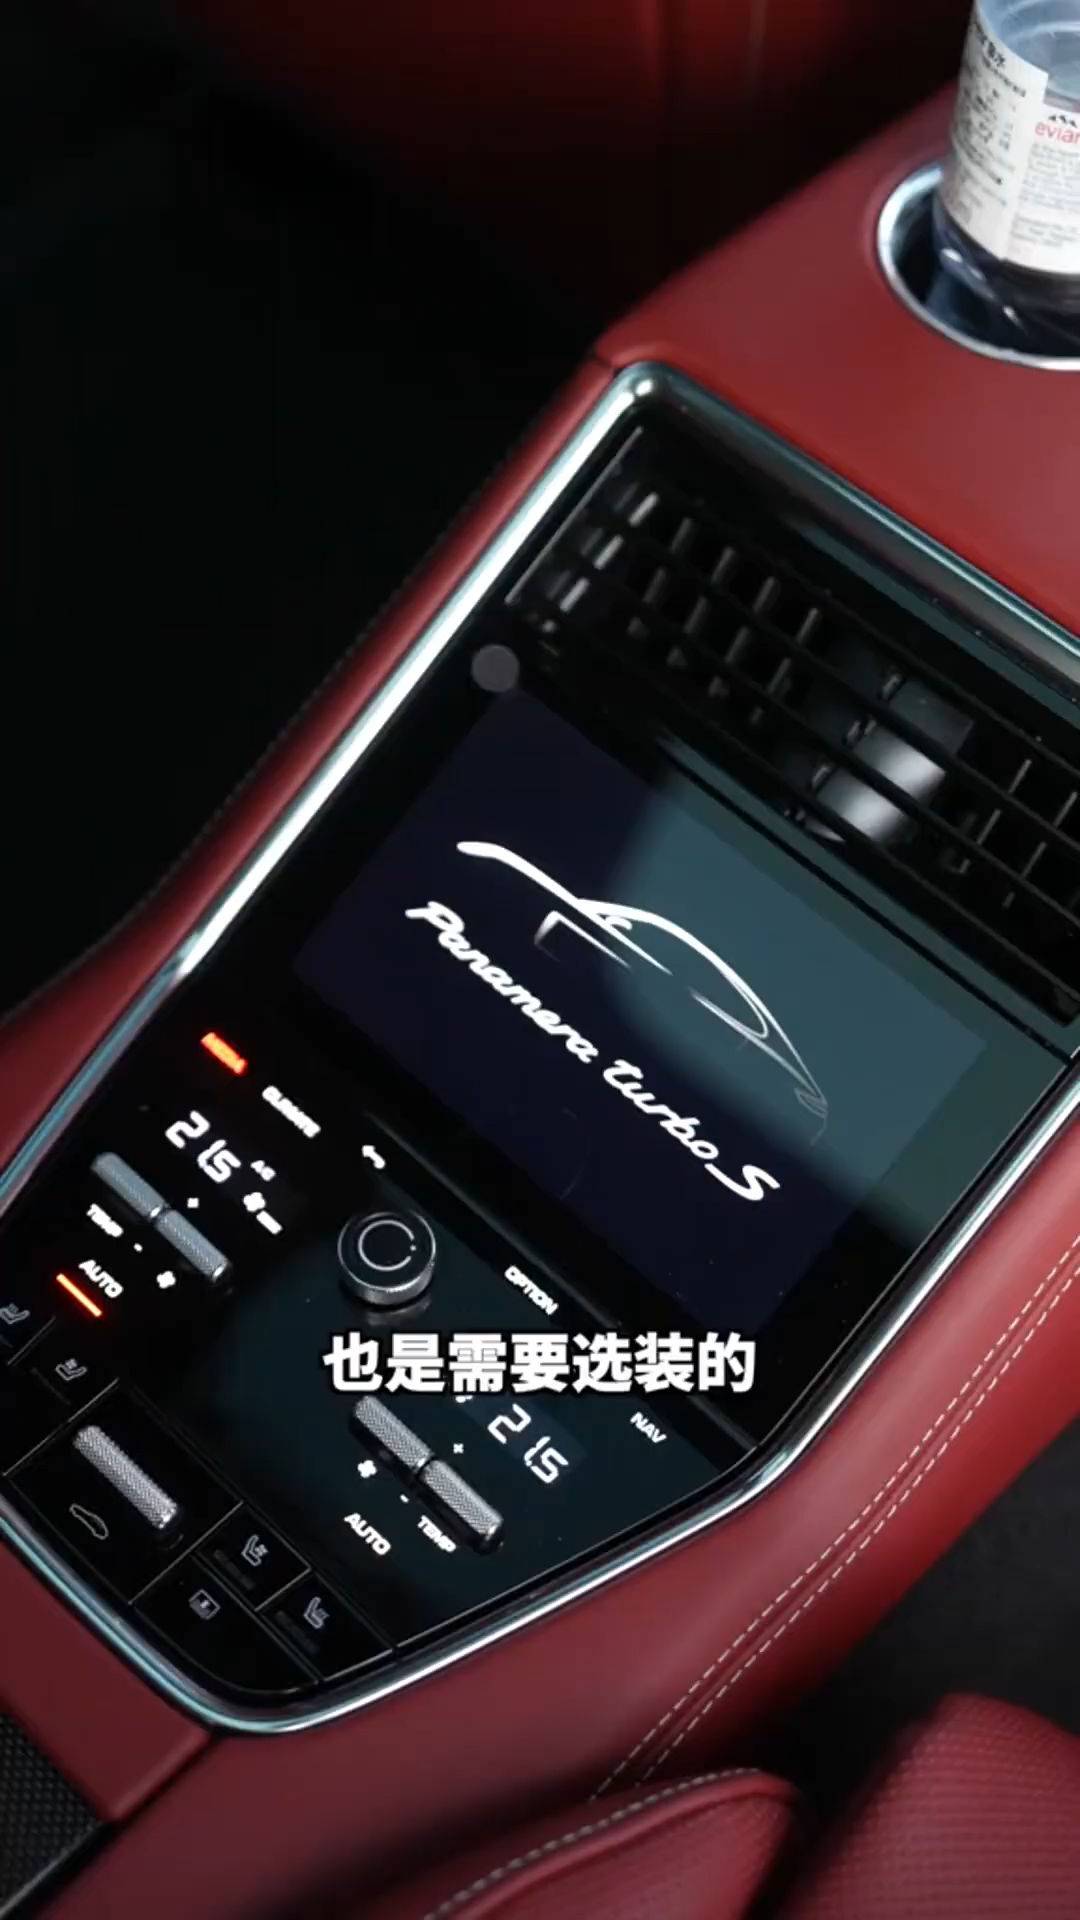 evian
Panamera turbo S
CLIMATE
21.5
A/C
TEMP
AUTO
OPTION
也是需要选装的
21.5
NAV
AUTO
TEMP